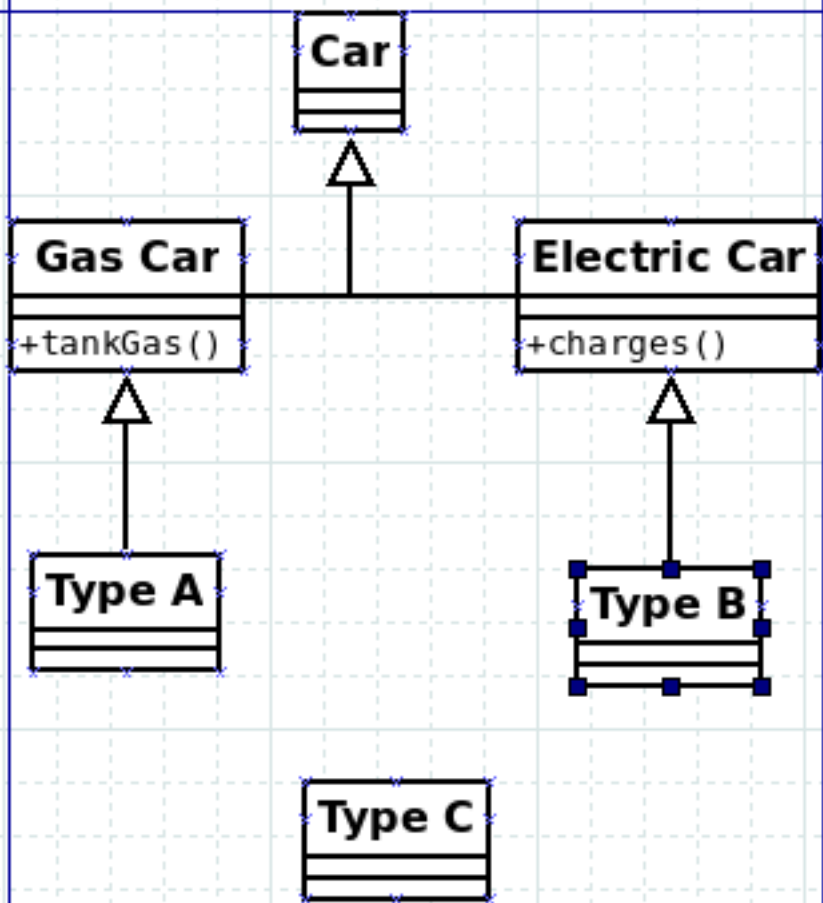 Car
Gas Car
Electric Car
+tankGas()
+charges()
Type A
Type B
Type C